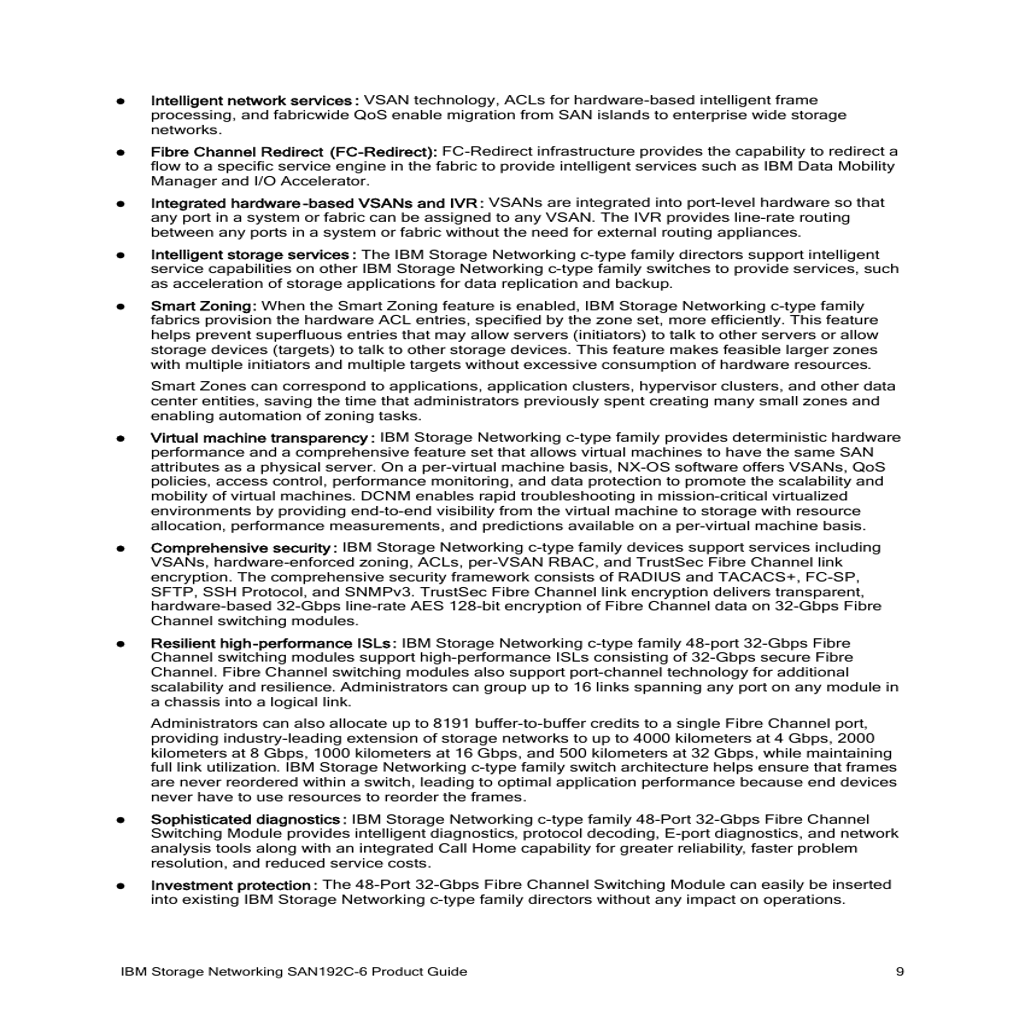 ● Intelligent network services: VSAN technology, ACLs for hardware-based intelligent frame
processing, and fabricwide QoS enable migration from SAN islands to enterprise wide storage
networks.
● Fibre Channel Redirect (FC-Redirect): FC-Redirect infrastructure provides the capability to redirect a
flow to a specific service engine in the fabric to provide intelligent services such as IBM Data Mobility
Manager and I/O Accelerator.
● Integrated hardware-based VSANs and IVR: VSANs are integrated into port-level hardware so that
any port in a system or fabric can be assigned to any VSAN. The IVR provides line-rate routing
between any ports in a system or fabric without the need for external routing appliances.
● Intelligent storage services: The IBM Storage Networking c-type family directors support intelligent
service capabilities on other IBM Storage Networking c-type family switches to provide services, such
as acceleration of storage applications for data replication and backup.
● Smart Zoning: When the Smart Zoning feature is enabled, IBM Storage Networking c-type family
fabrics provision the hardware ACL entries, specified by the zone set, more efficiently. This feature
helps prevent superfluous entries that may allow servers (initiators) to talk to other servers or allow
storage devices (targets) to talk to other storage devices. This feature makes feasible larger zones
with multiple initiators and multiple targets without excessive consumption of hardware resources.
Smart Zones can correspond to applications, application clusters, hypervisor clusters, and other data
center entities, saving the time that administrators previously spent creating many small zones and
enabling automation of zoning tasks.
● Virtual machine transparency: IBM Storage Networking c-type family provides deterministic hardware
performance and a comprehensive feature set that allows virtual machines to have the same SAN
attributes as a physical server. On a per-virtual machine basis, NX-OS software offers VSANs, QoS
policies, access control, performance monitoring, and data protection to promote the scalability and
mobility of virtual machines. DCNM enables rapid troubleshooting in mission-critical virtualized
environments by providing end-to-end visibility from the virtual machine to storage with resource
allocation, performance measurements, and predictions available on a per-virtual machine basis.
● Comprehensive security: IBM Storage Networking c-type family devices support services including
VSANs, hardware-enforced zoning, ACLs, per-VSAN RBAC, and TrustSec Fibre Channel link
encryption. The comprehensive security framework consists of RADIUS and TACACS+, FC-SP,
SFTP, SSH Protocol, and SNMPv3. TrustSec Fibre Channel link encryption delivers transparent,
hardware-based 32-Gbps line-rate AES 128-bit encryption of Fibre Channel data on 32-Gbps Fibre
Channel switching modules.
● Resilient high-performance ISLs: IBM Storage Networking c-type family 48-port 32-Gbps Fibre
Channel switching modules support high-performance ISLs consisting of 32-Gbps secure Fibre
Channel. Fibre Channel switching modules also support port-channel technology for additional
scalability and resilience. Administrators can group up to 16 links spanning any port on any module in
a chassis into a logical link.
Administrators can also allocate up to 8191 buffer-to-buffer credits to a single Fibre Channel port,
providing industry-leading extension of storage networks to up to 4000 kilometers at 4 Gbps, 2000
kilometers at 8 Gbps, 1000 kilometers at 16 Gbps, and 500 kilometers at 32 Gbps, while maintaining
full link utilization. IBM Storage Networking c-type family switch architecture helps ensure that frames
are never reordered within a switch, leading to optimal application performance because end devices
never have to use resources to reorder the frames.
● Sophisticated diagnostics: IBM Storage Networking c-type family 48-Port 32-Gbps Fibre Channel
Switching Module provides intelligent diagnostics, protocol decoding, E-port diagnostics, and network
analysis tools along with an integrated Call Home capability for greater reliability, faster problem
resolution, and reduced service costs.
● Investment protection: The 48-Port 32-Gbps Fibre Channel Switching Module can easily be inserted
into existing IBM Storage Networking c-type family directors without any impact on operations.
IBM Storage Networking SAN192C-6 Product Guide 9